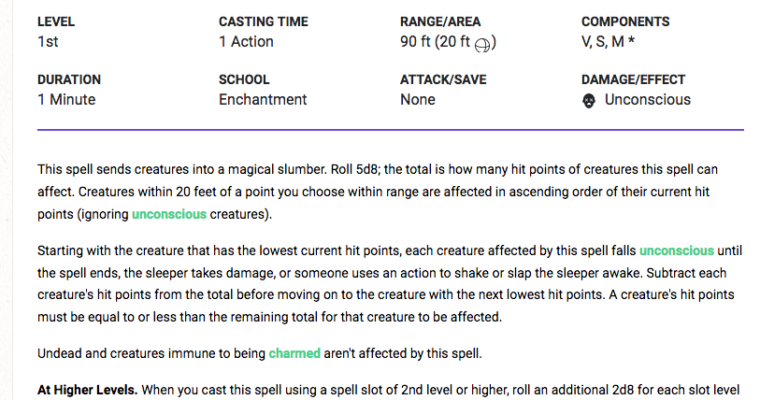 LEVEL CASTING TIME RANGE/AREA COMPONENTS
1st 1 Action 90 ft (20 ft ) V, S, M *
DURATION SCHOOL ATTACK/SAVE DAMAGE/EFFECT
1 Minute Enchantment None Unconscious
This spell sends creatures into a magical slumber. Roll 5d8; the total is how many hit points of creatures this spell can
affect. Creatures within 20 feet of a point you choose within range are affected in ascending order of their current hit
points (ignoring unconscious creatures).
Starting with the creature that has the lowest current hit points, each creature affected by this spell falls unconscious until
the spell ends, the sleeper takes damage, or someone uses an action to shake or slap the sleeper awake. Subtract each
creature's hit points from the total before moving on to the creature with the next lowest hit points. A creature's hit points
must be equal to or less than the remaining total for that creature to be affected.
Undead and creatures immune to being charmed aren't affected by this spell.
At Higher Levels. When you cast this spell using a spell slot of 2nd level or higher, roll an additional 2d8 for each slot level